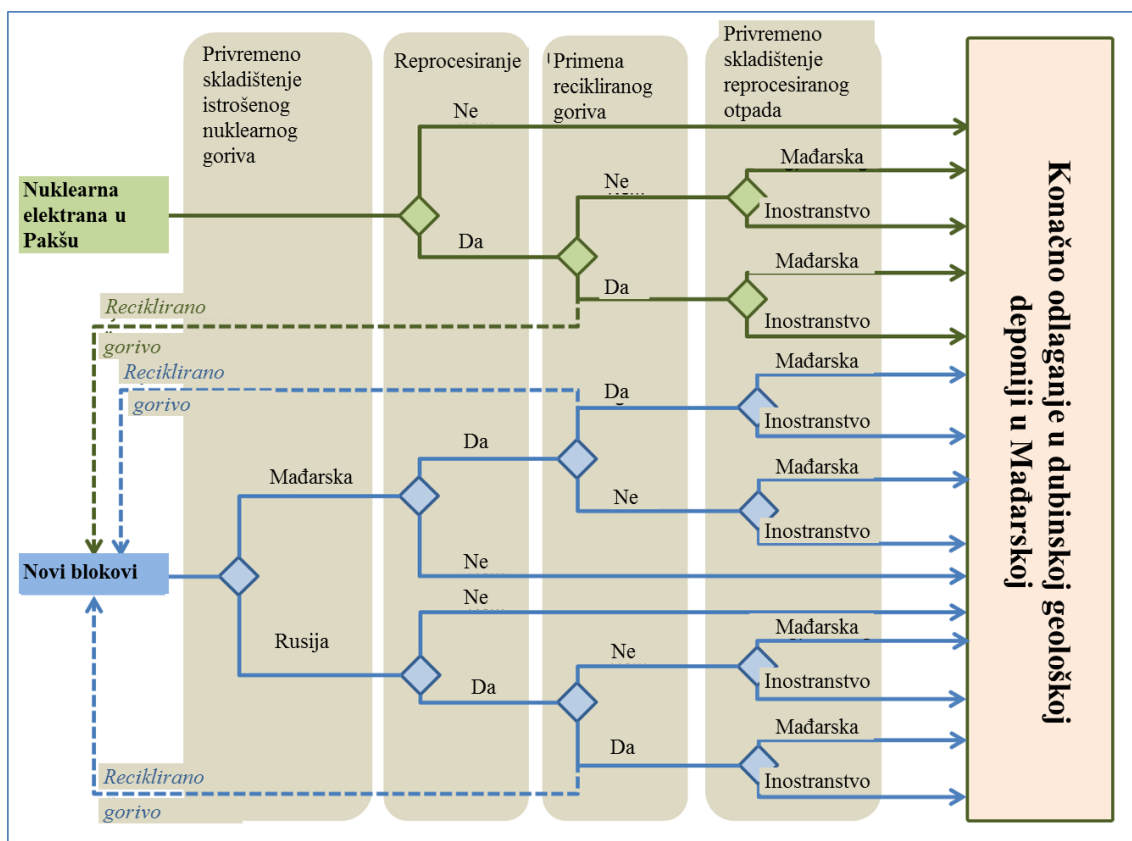 Privremeno
skladištenje
istrošenog
nuklearnog
goriva
Reprocesiranje
Primena
recikliranog
goriva
Privremeno
skladištenje
reprocesiranog
otpada
Ne
Mađarska
Nuklearna
elektrana u
Pakšu
Ne
Inostranstvo
Da
Mađarska
Da
Reciklirano
gorivo
Inostranstvo
Reciklirano
gorivo
Mađarska
Da
Inostranstvo
Da
Mađarska
Mađarska
Ne
Inostranstvo
Novi blokovi
Ne
Ne
Mađarska
Rusija
Ne
Da
Inostranstvo
Mađarska
Da
Reciklirano
gorivo
Inostranstvo
Konačno odlaganje u dubinskoj geološkoj
deponiji u Mađarskoj